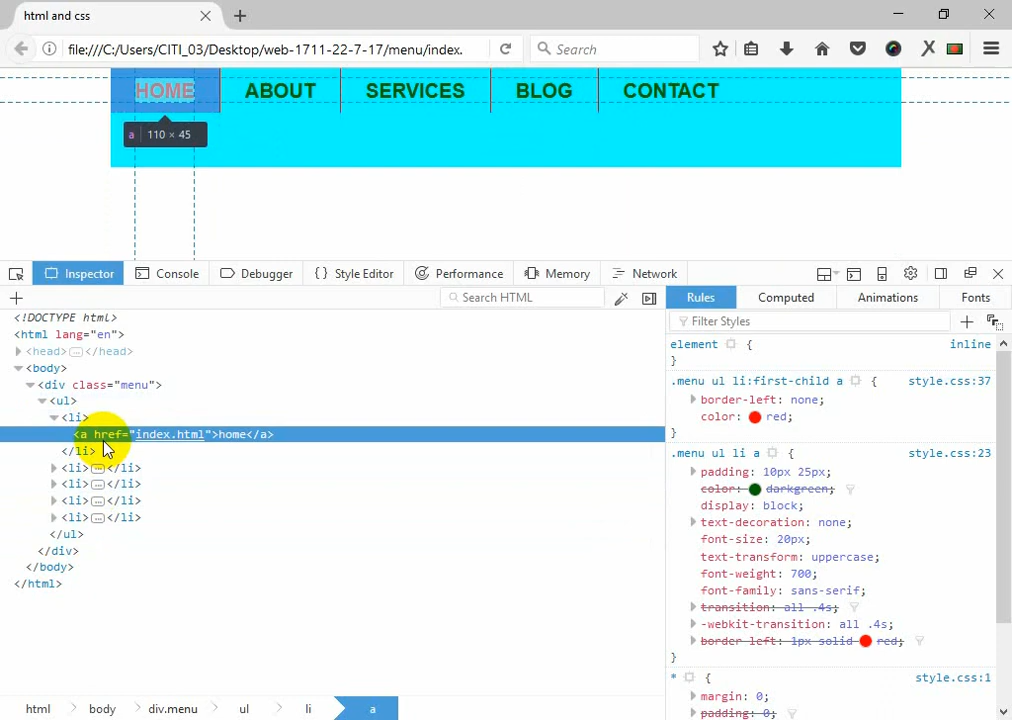 html and css
file:///C:/Users/CITI_03/Desktop/web-1711-22-7-17/menu/index.
Search
HOME ABOUT SERVICES BLOG CONTACT
a 110 × 45
Inspector Console Debugger {} Style Editor Performance Memory Network
Search HTML
Rules Computed Animations Fonts
Filter Styles
<!DOCTYPE html>
<html lang="en">
<head>…</head>
<body>
<div class="menu">
<ul>
<li>
<a href="index.html">home</a>
</li>
<li>…</li>
<li>…</li>
<li>…</li>
<li>…</li>
</ul>
</div>
</body>
</html>
element { inline
}
.menu ul li:first-child a { style.css:37
border-left: none;
color: red;
}
.menu ul li a { style.css:23
padding: 10px 25px;
color: darkgreen;
display: block;
text-decoration: none;
font-size: 20px;
text-transform: uppercase;
font-weight: 700;
font-family: sans-serif;
transition: all .4s;
-webkit-transition: all .4s;
border-left: 1px solid red;
}
* { style.css:1
margin: 0;
padding: 0;
html body div.menu ul li a